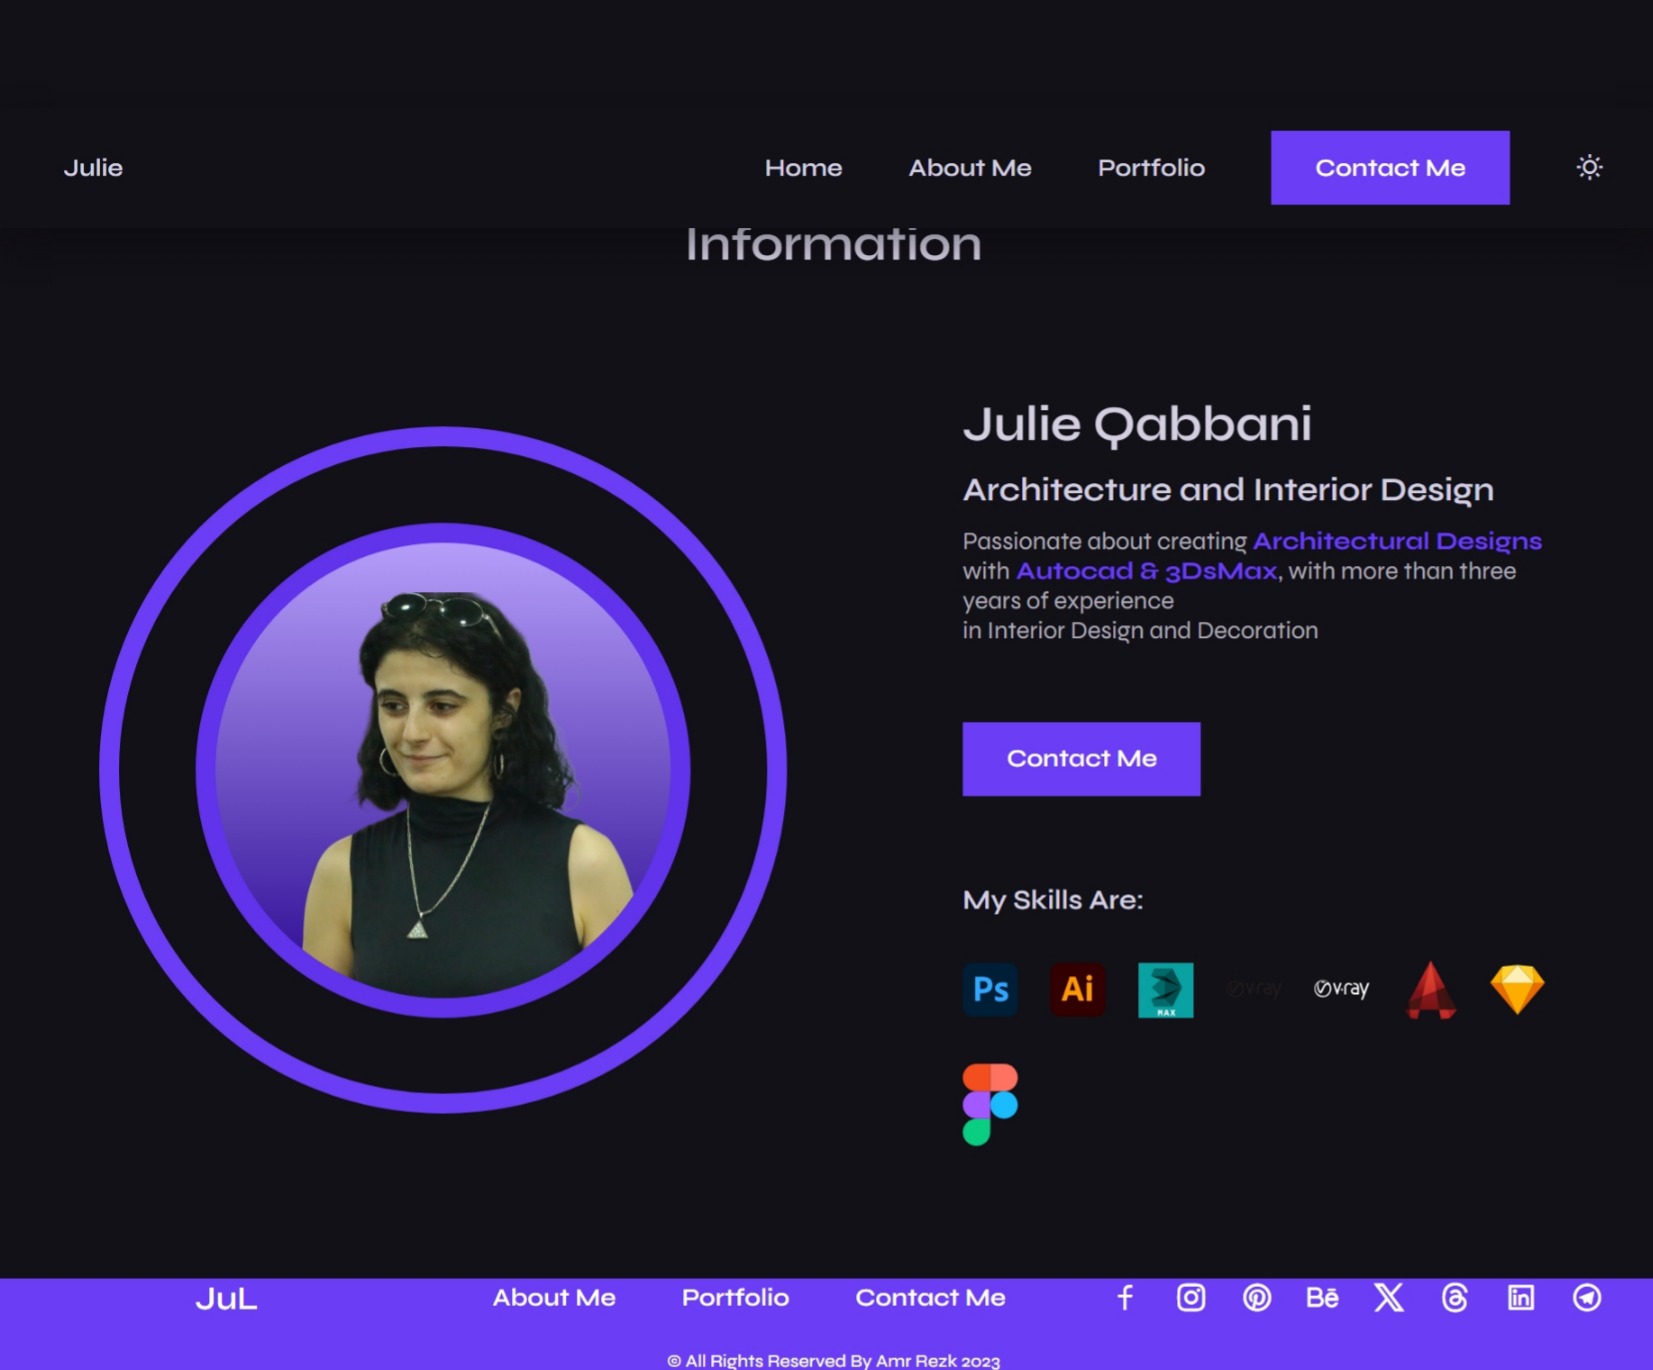 Julie
Home
About Me
Portfolio
Contact Me
Information
Julie Qabbani
Architecture and Interior Design
Passionate about creating Architectural Designs
with Autocad & 3DsMax, with more than three
years of experience
in Interior Design and Decoration
Contact Me
My Skills Are:
Ps
Ai
MAX
v·ray
v·ray
JuL
About Me
Portfolio
Contact Me
f
Bē
X
in
© All Rights Reserved By Amr Rezk 2023